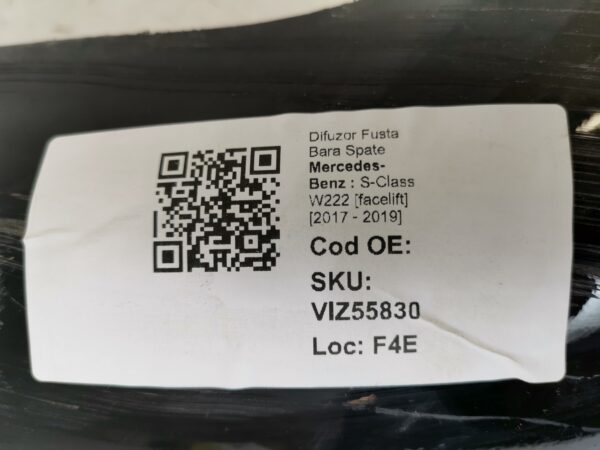 Difuzor Fusta
Bara Spate
Mercedes-
Benz : S-Class
W222 [facelift]
[2017 - 2019]
Cod OE:
SKU:
VIZ55830
Loc: F4E